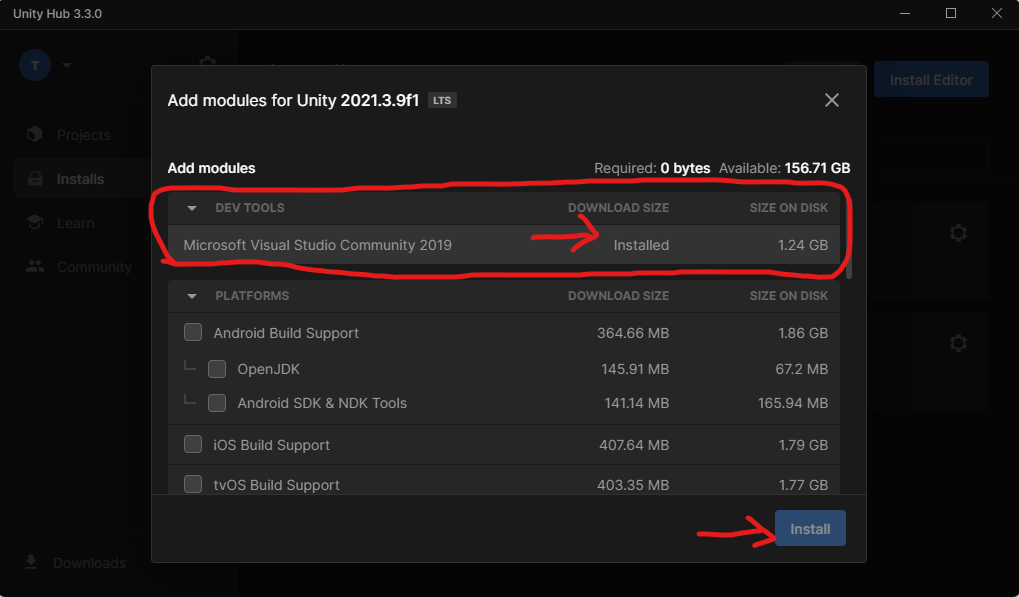 Unity Hub 3.3.0
T
Install Editor
Add modules for Unity 2021.3.9f1 LTS
Projects
Installs
Learn
Community
Downloads
Add modules Required: 0 bytes Available: 156.71 GB
DEV TOOLS DOWNLOAD SIZE SIZE ON DISK
Microsoft Visual Studio Community 2019 Installed 1.24 GB
PLATFORMS DOWNLOAD SIZE SIZE ON DISK
Android Build Support 364.66 MB 1.86 GB
OpenJDK 145.91 MB 67.2 MB
Android SDK & NDK Tools 141.14 MB 165.94 MB
iOS Build Support 407.64 MB 1.79 GB
tvOS Build Support 403.35 MB 1.77 GB
Install